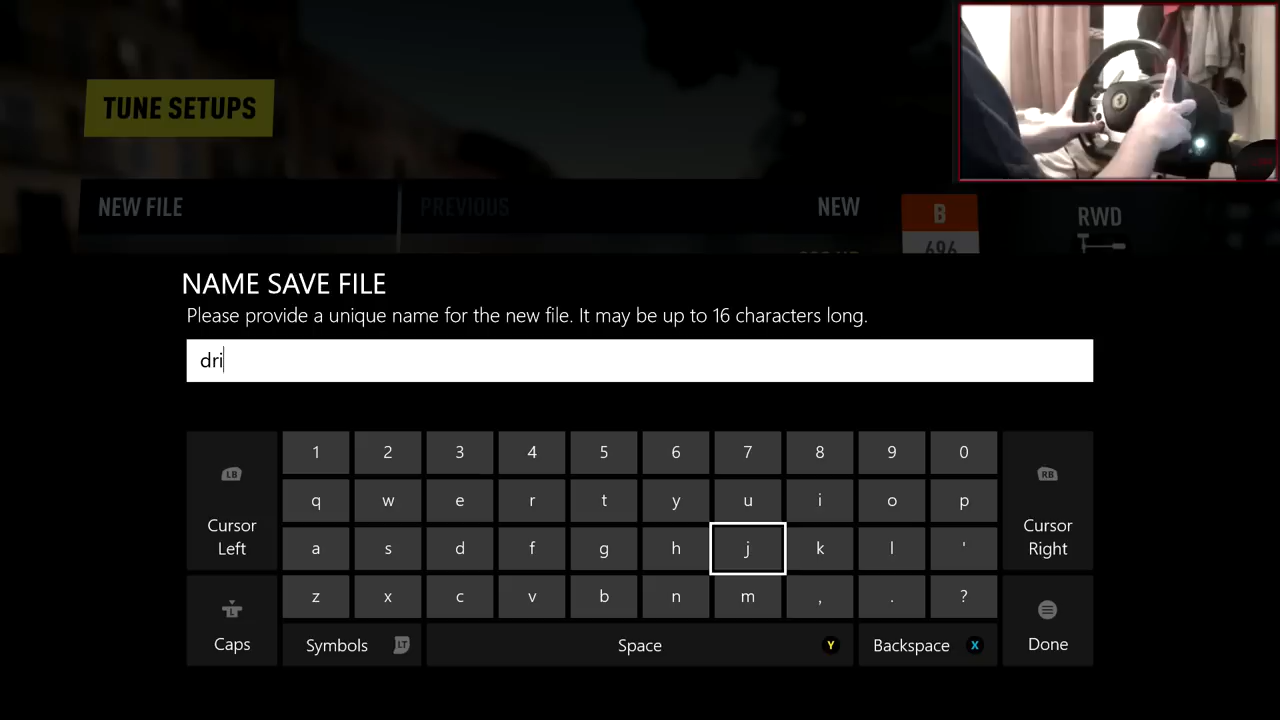 TUNE SETUPS
NEW FILE PREVIOUS NEW B RWD
696
NAME SAVE FILE
Please provide a unique name for the new file. It may be up to 16 characters long.
dri
1 2 3 4 5 6 7 8 9 0
LB RB
q w e r t y u i o p
Cursor Left Cursor Right
a s d f g h j k l '
z x c v b n m , . ?
L
Caps Symbols LT Space Y Backspace X Done